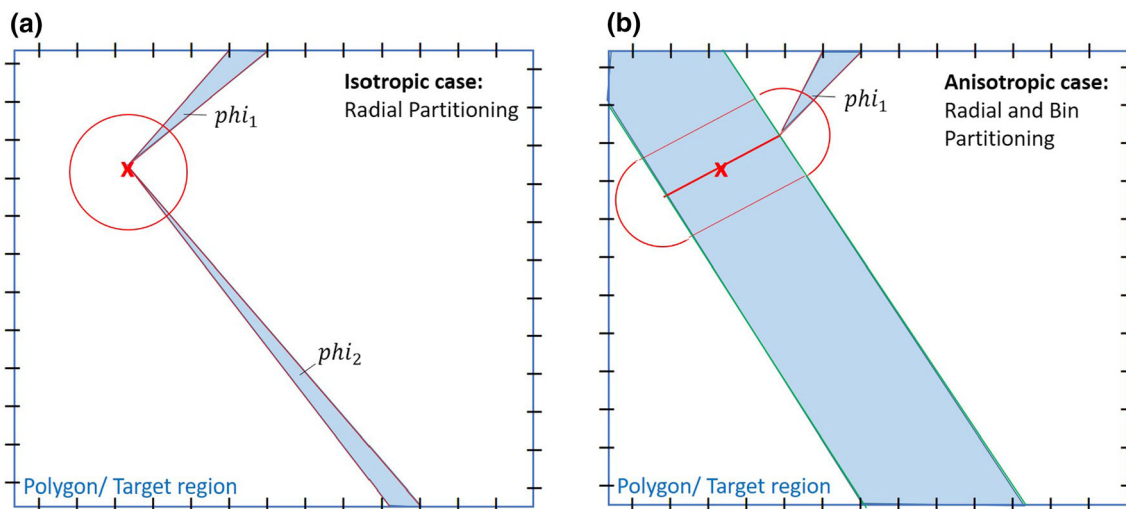 (a)
Isotropic case:
Radial Partitioning
phi₁
X
phi₂
Polygon/ Target region
(b)
Anisotropic case:
Radial and Bin
Partitioning
phi₁
X
Polygon/ Target region